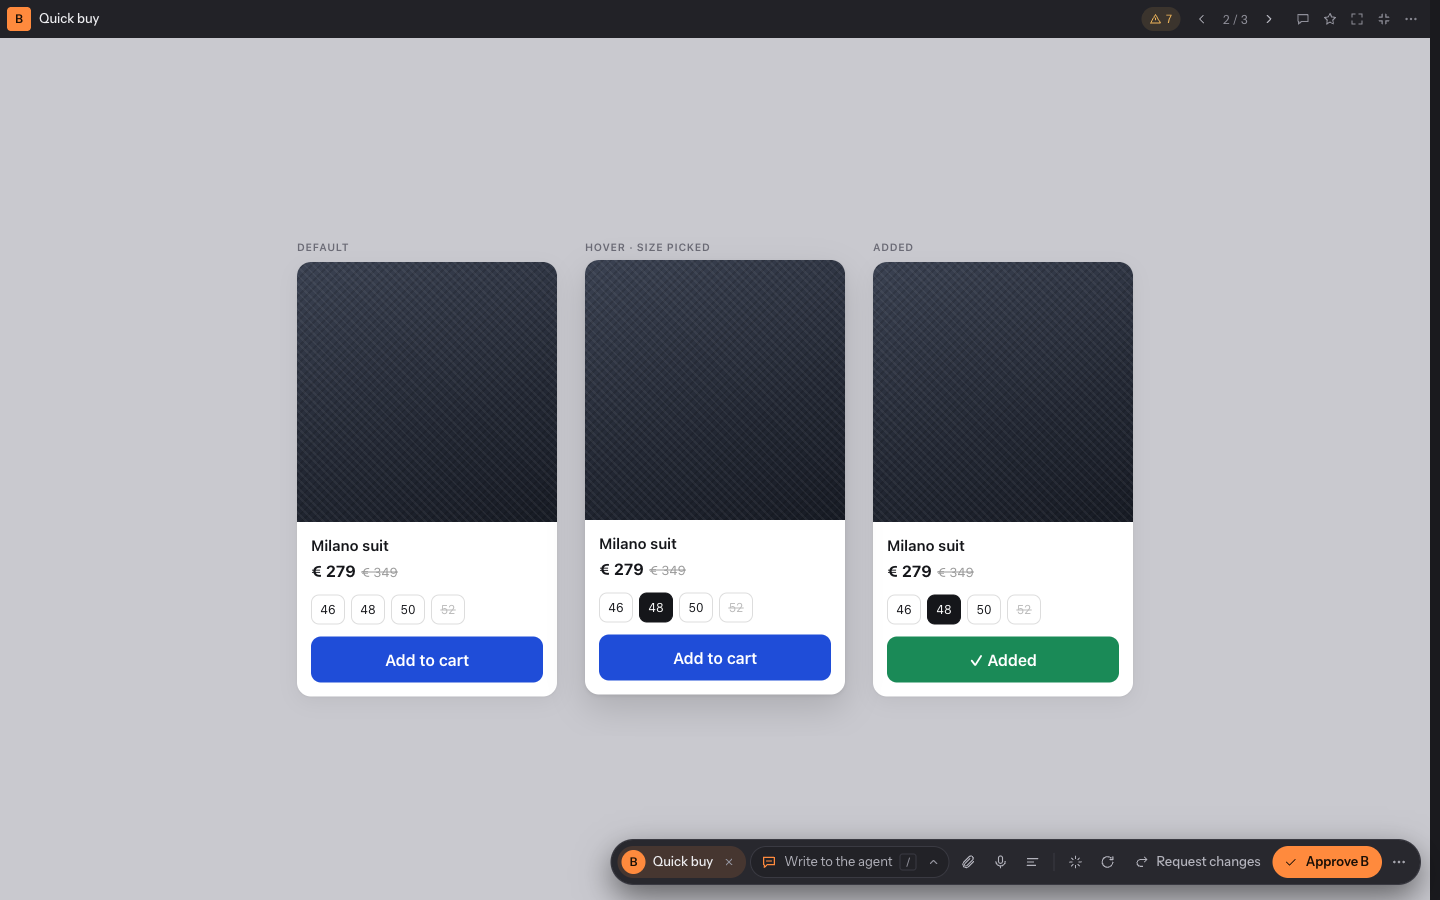 B Quick buy
7
2 / 3
DEFAULT
Milano suit
€ 279 € 349
46 48 50 52
Add to cart
HOVER · SIZE PICKED
Milano suit
€ 279 € 349
46 48 50 52
Add to cart
ADDED
Milano suit
€ 279 € 349
46 48 50 52
✓ Added
B Quick buy × Write to the agent / Request changes Approve B